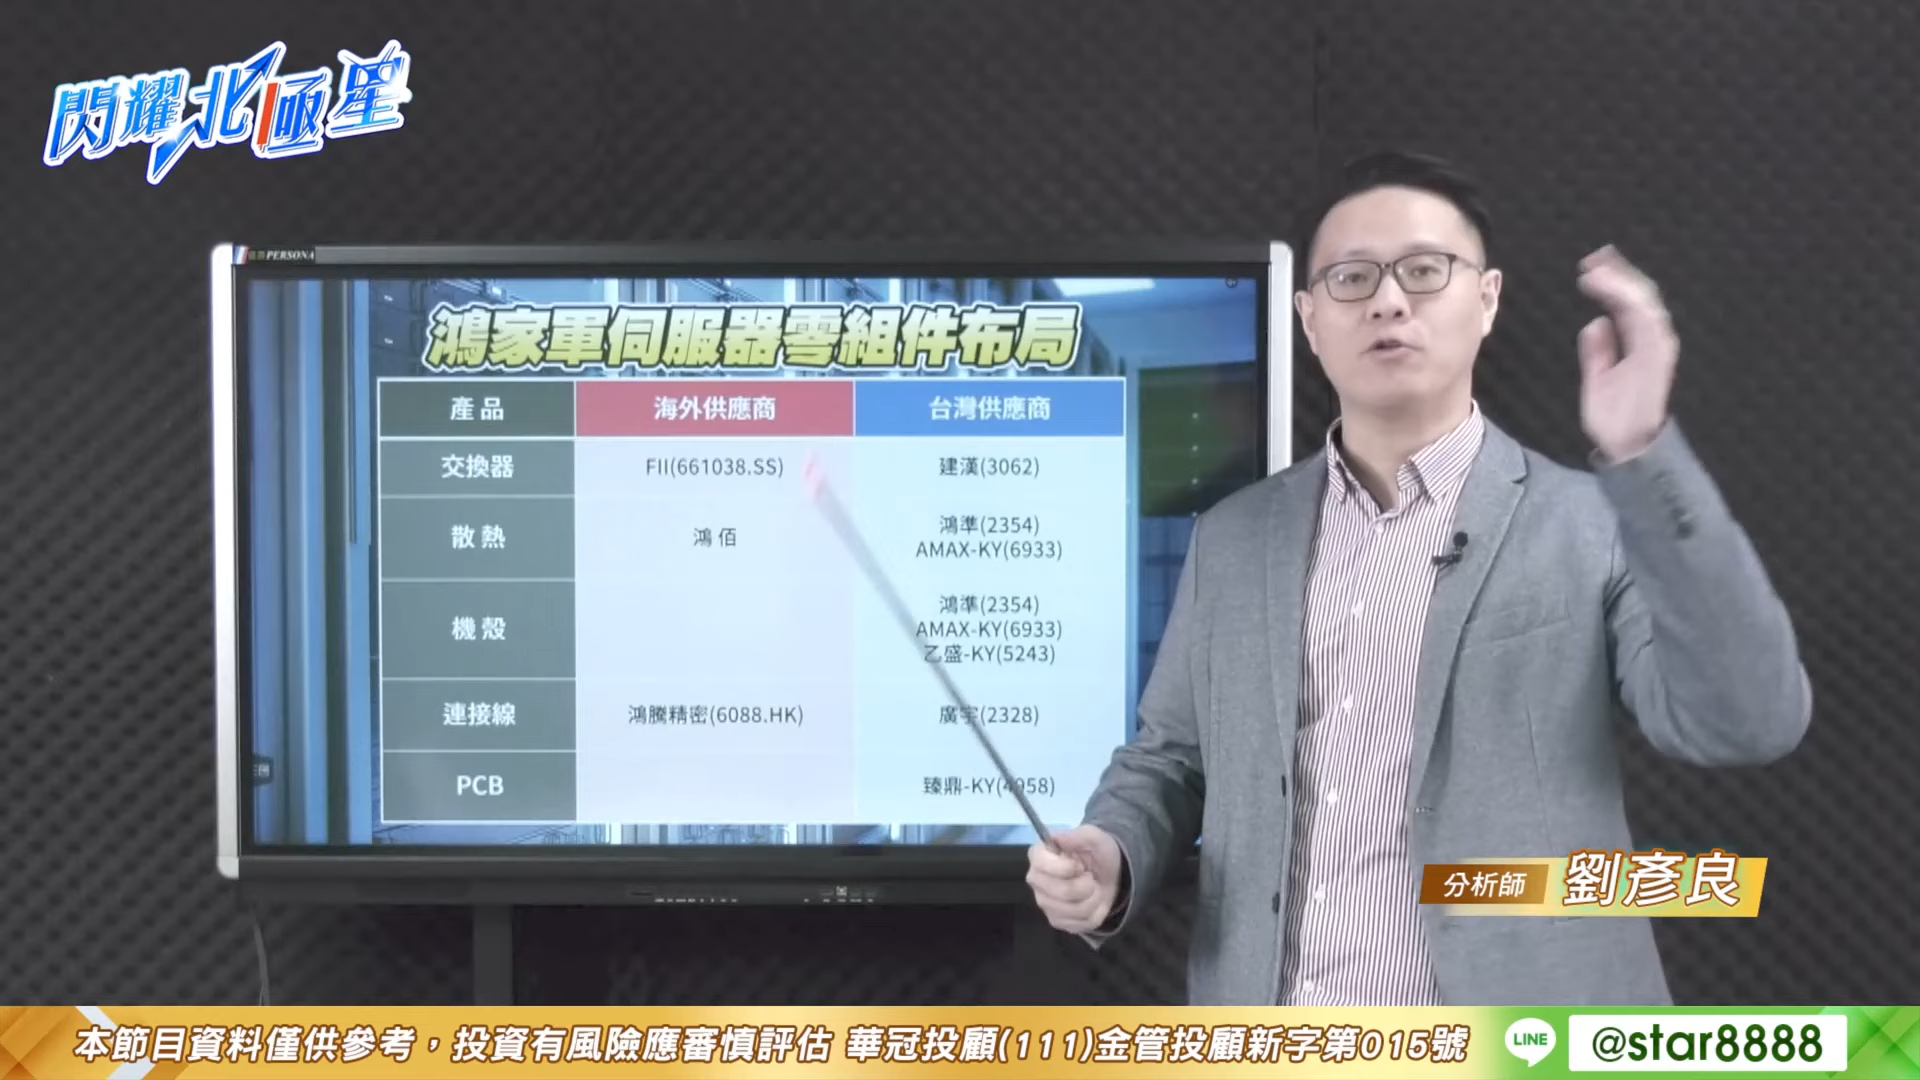 閃耀北極星
PERSONA
鴻家軍伺服器零組件布局
產品 海外供應商 台灣供應商
交換器 FII(661038.SS) 建漢(3062)
散熱 鴻佰 鴻準(2354)
AMAX-KY(6933)
機殼 鴻準(2354)
AMAX-KY(6933)
乙盛-KY(5243)
連接線 鴻騰精密(6088.HK) 廣宇(2328)
PCB 臻鼎-KY(4958)
分析師 劉彥良
本節目資料僅供參考，投資有風險應審慎評估 華冠投顧(111)金管投顧新字第015號
LINE @star8888